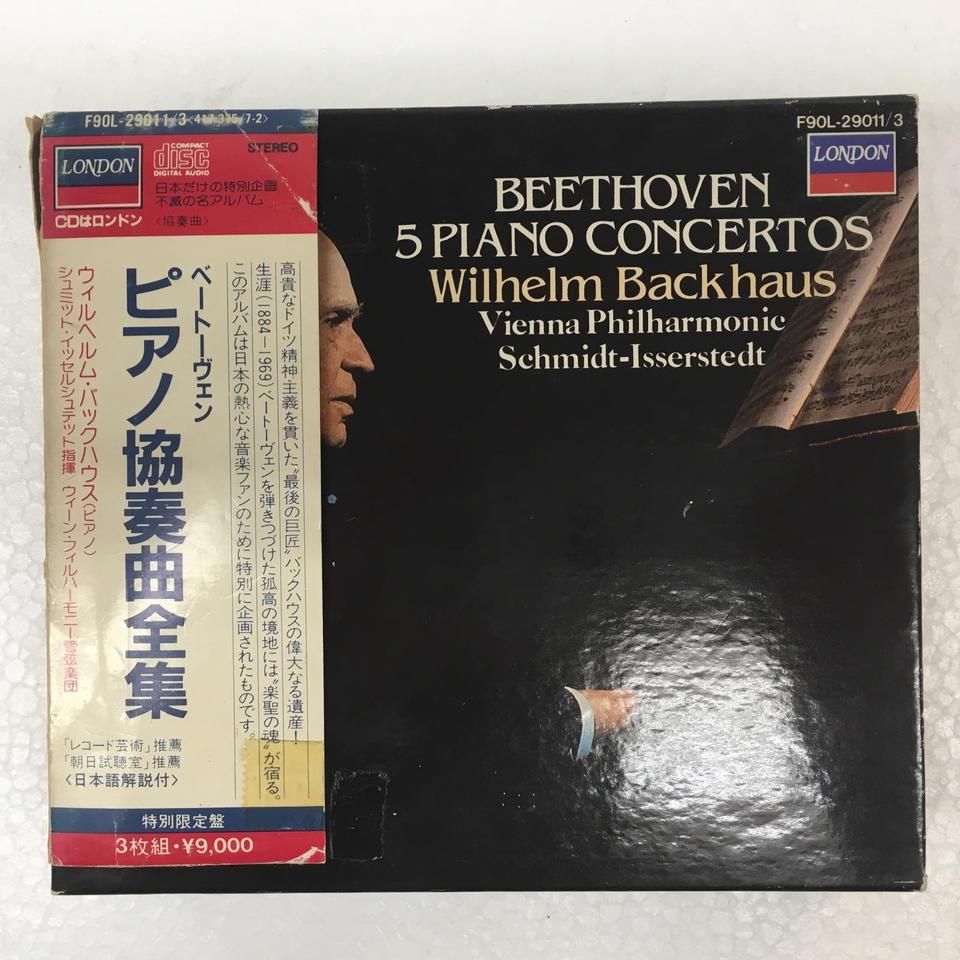 F90L-29011/3<417 375/7-2>
LONDON
COMPACT
disc
DIGITAL AUDIO
STEREO
CDはロンドン
日本だけの特別企画
不滅の名アルバム
〈協奏曲〉
高貴なドイツ精神主義を貫いた"最後の巨匠"バックハウスの偉大なる遺産！
生涯(1884—1969)ベートーヴェンを弾きつづけた孤高の境地には"楽聖の魂"が宿る。
このアルバムは日本の熱心な音楽ファンのために特別に企画されたものです。
ベートーヴェン
ピアノ協奏曲全集
ウィルヘルム・バックハウス〈ピアノ〉
シュミット・イッセルシュテット指揮 ウィーン・フィルハーモニー管弦楽団
「レコード芸術」推薦
「朝日試聴室」推薦
〈日本語解説付〉
特別限定盤
3枚組・¥9,000
F90L-29011/3
LONDON
BEETHOVEN
5 PIANO CONCERTOS
Wilhelm Backhaus
Vienna Philharmonic
Schmidt-Isserstedt